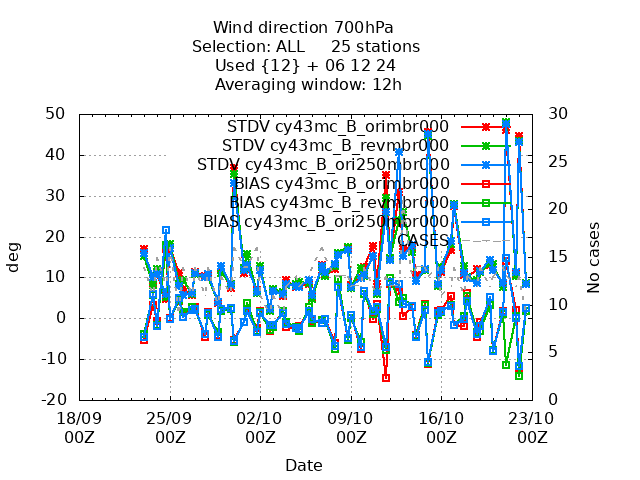 Wind direction 700hPa
Selection: ALL     25 stations
Used {12} + 06 12 24
Averaging window: 12h
STDV cy43mc_B_orimbr000
STDV cy43mc_B_revmbr000
STDV cy43mc_B_ori250mbr000
BIAS cy43mc_B_orimbr000
BIAS cy43mc_B_revmbr000
BIAS cy43mc_B_ori250mbr000
CASES
50
40
30
20
10
0
-10
-20
deg
30
25
20
15
10
5
0
No cases
18/09 25/09 02/10 09/10 16/10 23/10
00Z 00Z 00Z 00Z 00Z 00Z
Date